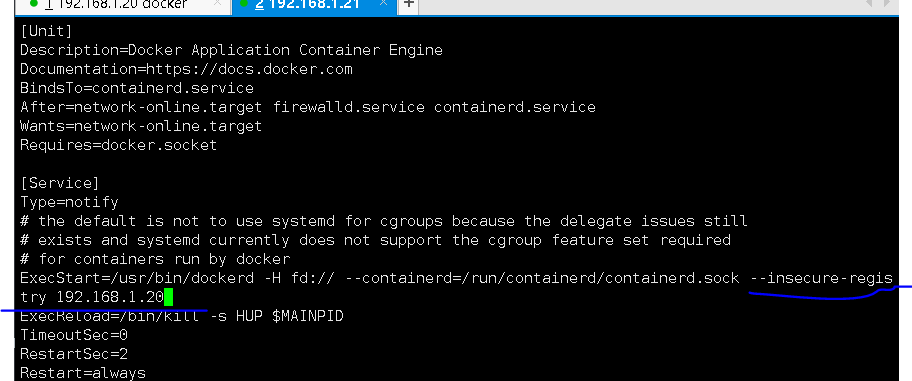 1 192.168.1.20 docker × 2 192.168.1.21 × +
[Unit]
Description=Docker Application Container Engine
Documentation=https://docs.docker.com
BindsTo=containerd.service
After=network-online.target firewalld.service containerd.service
Wants=network-online.target
Requires=docker.socket
[Service]
Type=notify
# the default is not to use systemd for cgroups because the delegate issues still
# exists and systemd currently does not support the cgroup feature set required
# for containers run by docker
ExecStart=/usr/bin/dockerd -H fd:// --containerd=/run/containerd/containerd.sock --insecure-regis
try 192.168.1.20
ExecReload=/bin/kill -s HUP $MAINPID
TimeoutSec=0
RestartSec=2
Restart=always